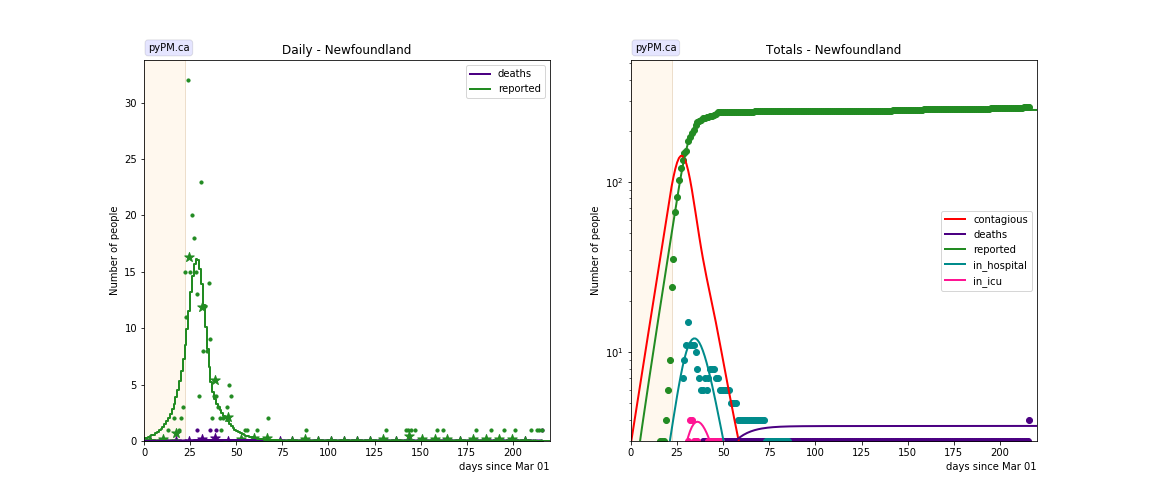 pyPM.ca
Daily - Newfoundland
deaths
reported
Number of people
30
25
20
15
10
5
0
0 25 50 75 100 125 150 175 200
days since Mar 01
pyPM.ca
Totals - Newfoundland
contagious
deaths
reported
in_hospital
in_icu
Number of people
10²
10¹
0 25 50 75 100 125 150 175 200
days since Mar 01